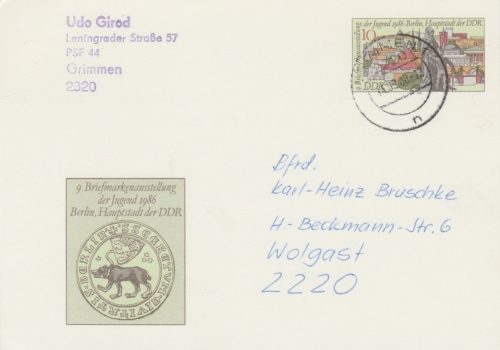 Udo Girod
Leningrader Straße 57
PSF 44
Grimmen
2320
9. Briefmarkenausstellung der Jugend 1986 · Berlin, Hauptstadt der DDR
10
DDR
n
Bfrd.
Karl-Heinz Bruschke
H.-Beckmann-Str. 6
Wolgast
2220
9. Briefmarkenausstellung
der Jugend 1986
Berlin, Hauptstadt der DDR